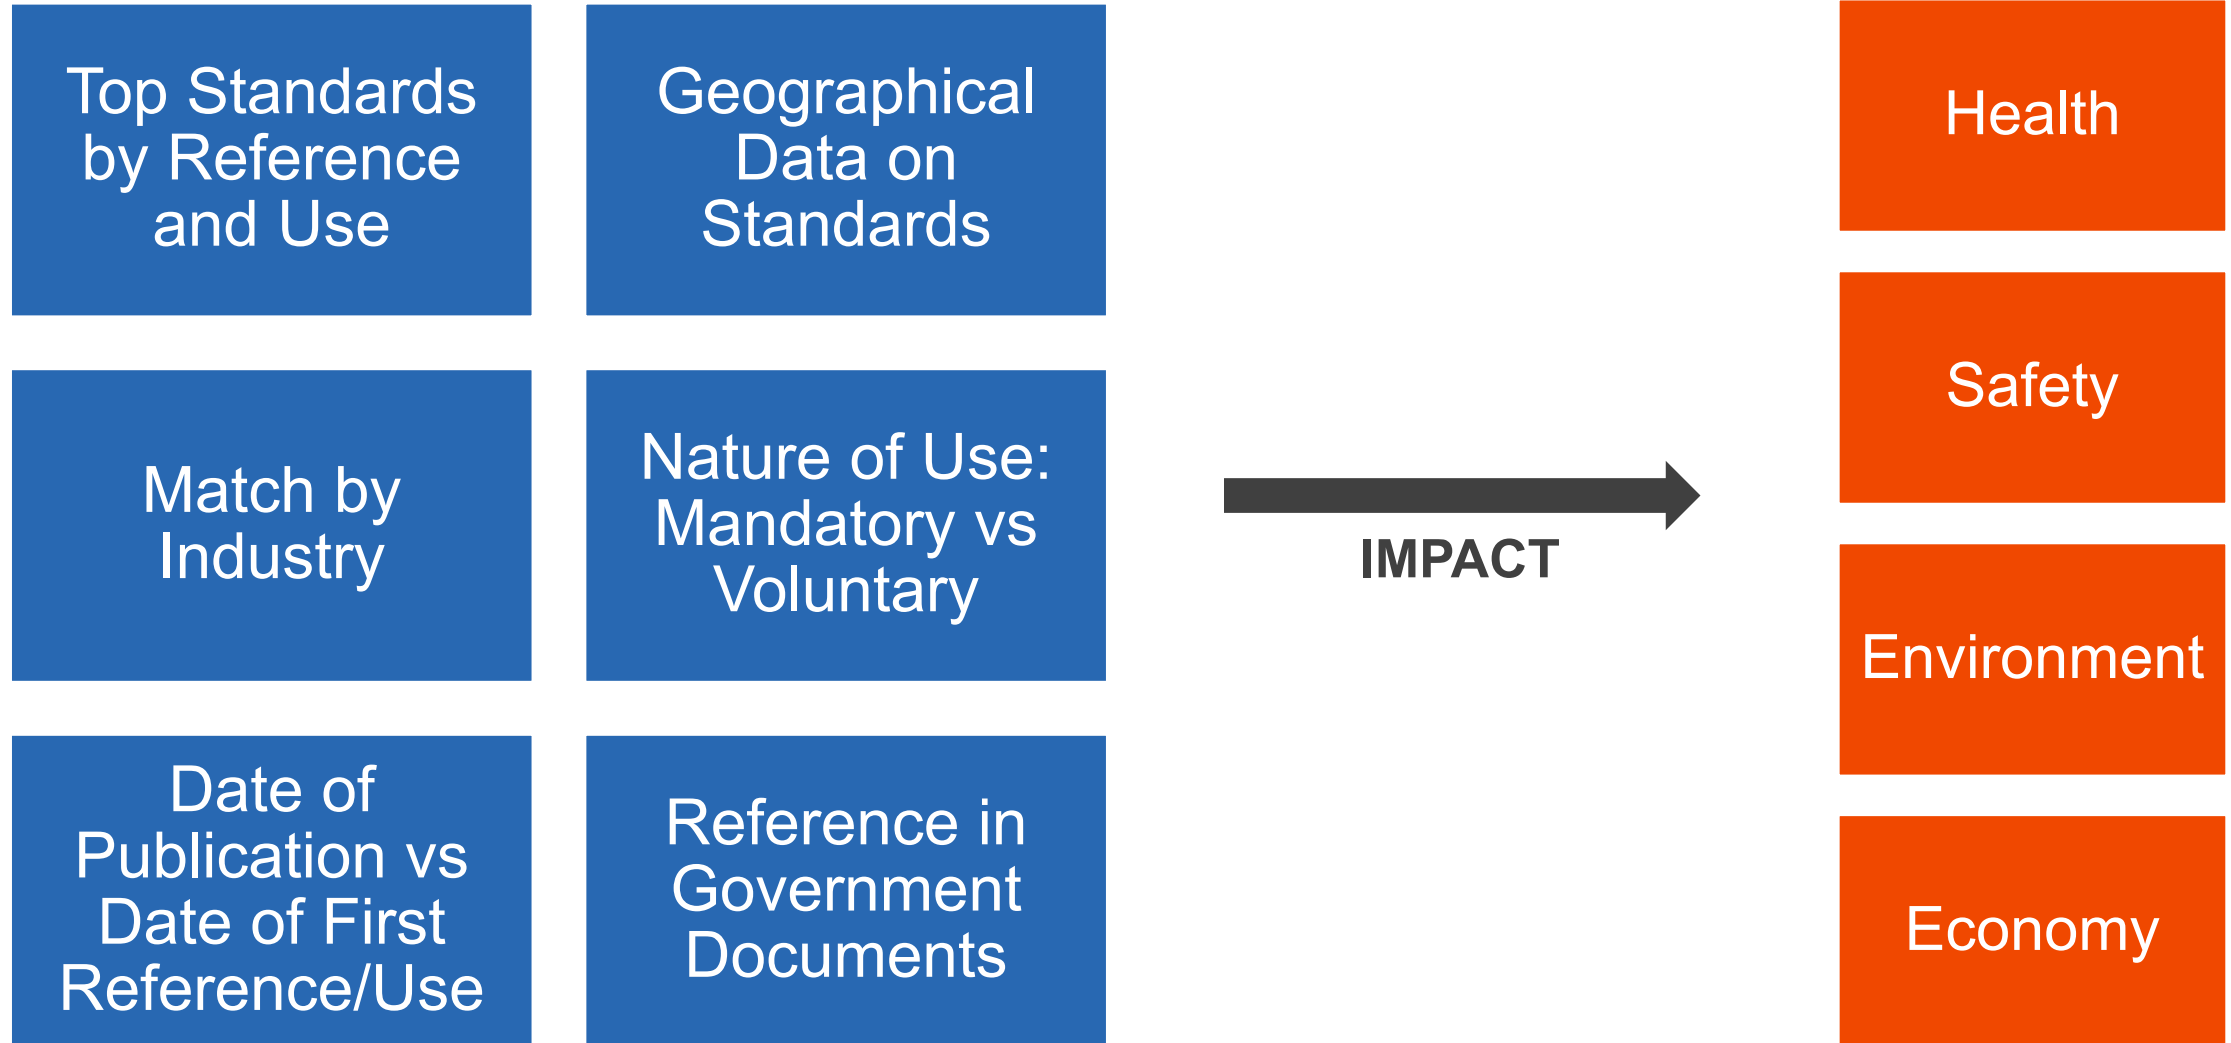 Top Standards
by Reference
and Use
Geographical
Data on
Standards
Match by
Industry
Nature of Use:
Mandatory vs
Voluntary
Date of
Publication vs
Date of First
Reference/Use
Reference in
Government
Documents
IMPACT
Health
Safety
Environment
Economy